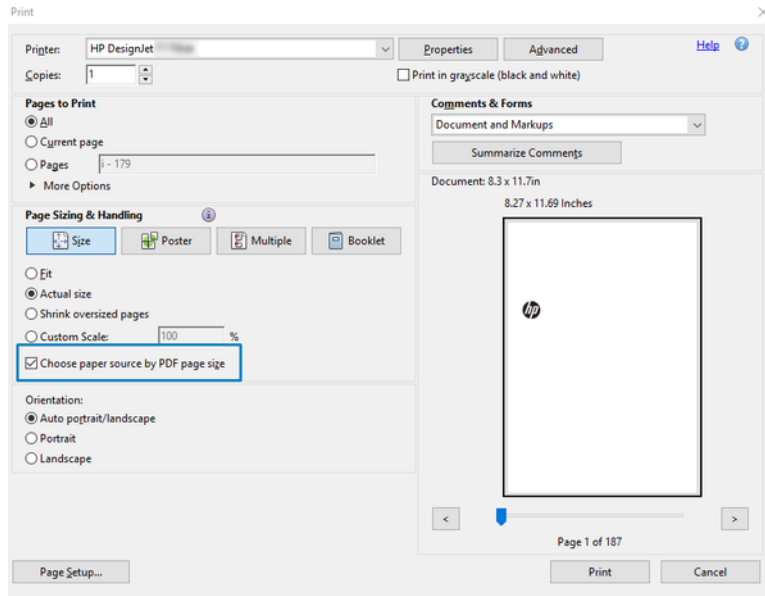 Print
Printer: HP DesignJet
Properties Advanced Help
Copies: 1
Print in grayscale (black and white)
Pages to Print
All
Current page
Pages i - 179
More Options
Comments & Forms
Document and Markups
Summarize Comments
Page Sizing & Handling
Size Poster Multiple Booklet
Fit
Actual size
Shrink oversized pages
Custom Scale: 100 %
Choose paper source by PDF page size
Orientation:
Auto portrait/landscape
Portrait
Landscape
Document: 8.3 x 11.7in
8.27 x 11.69 Inches
hp
< >
Page 1 of 187
Page Setup... Print Cancel